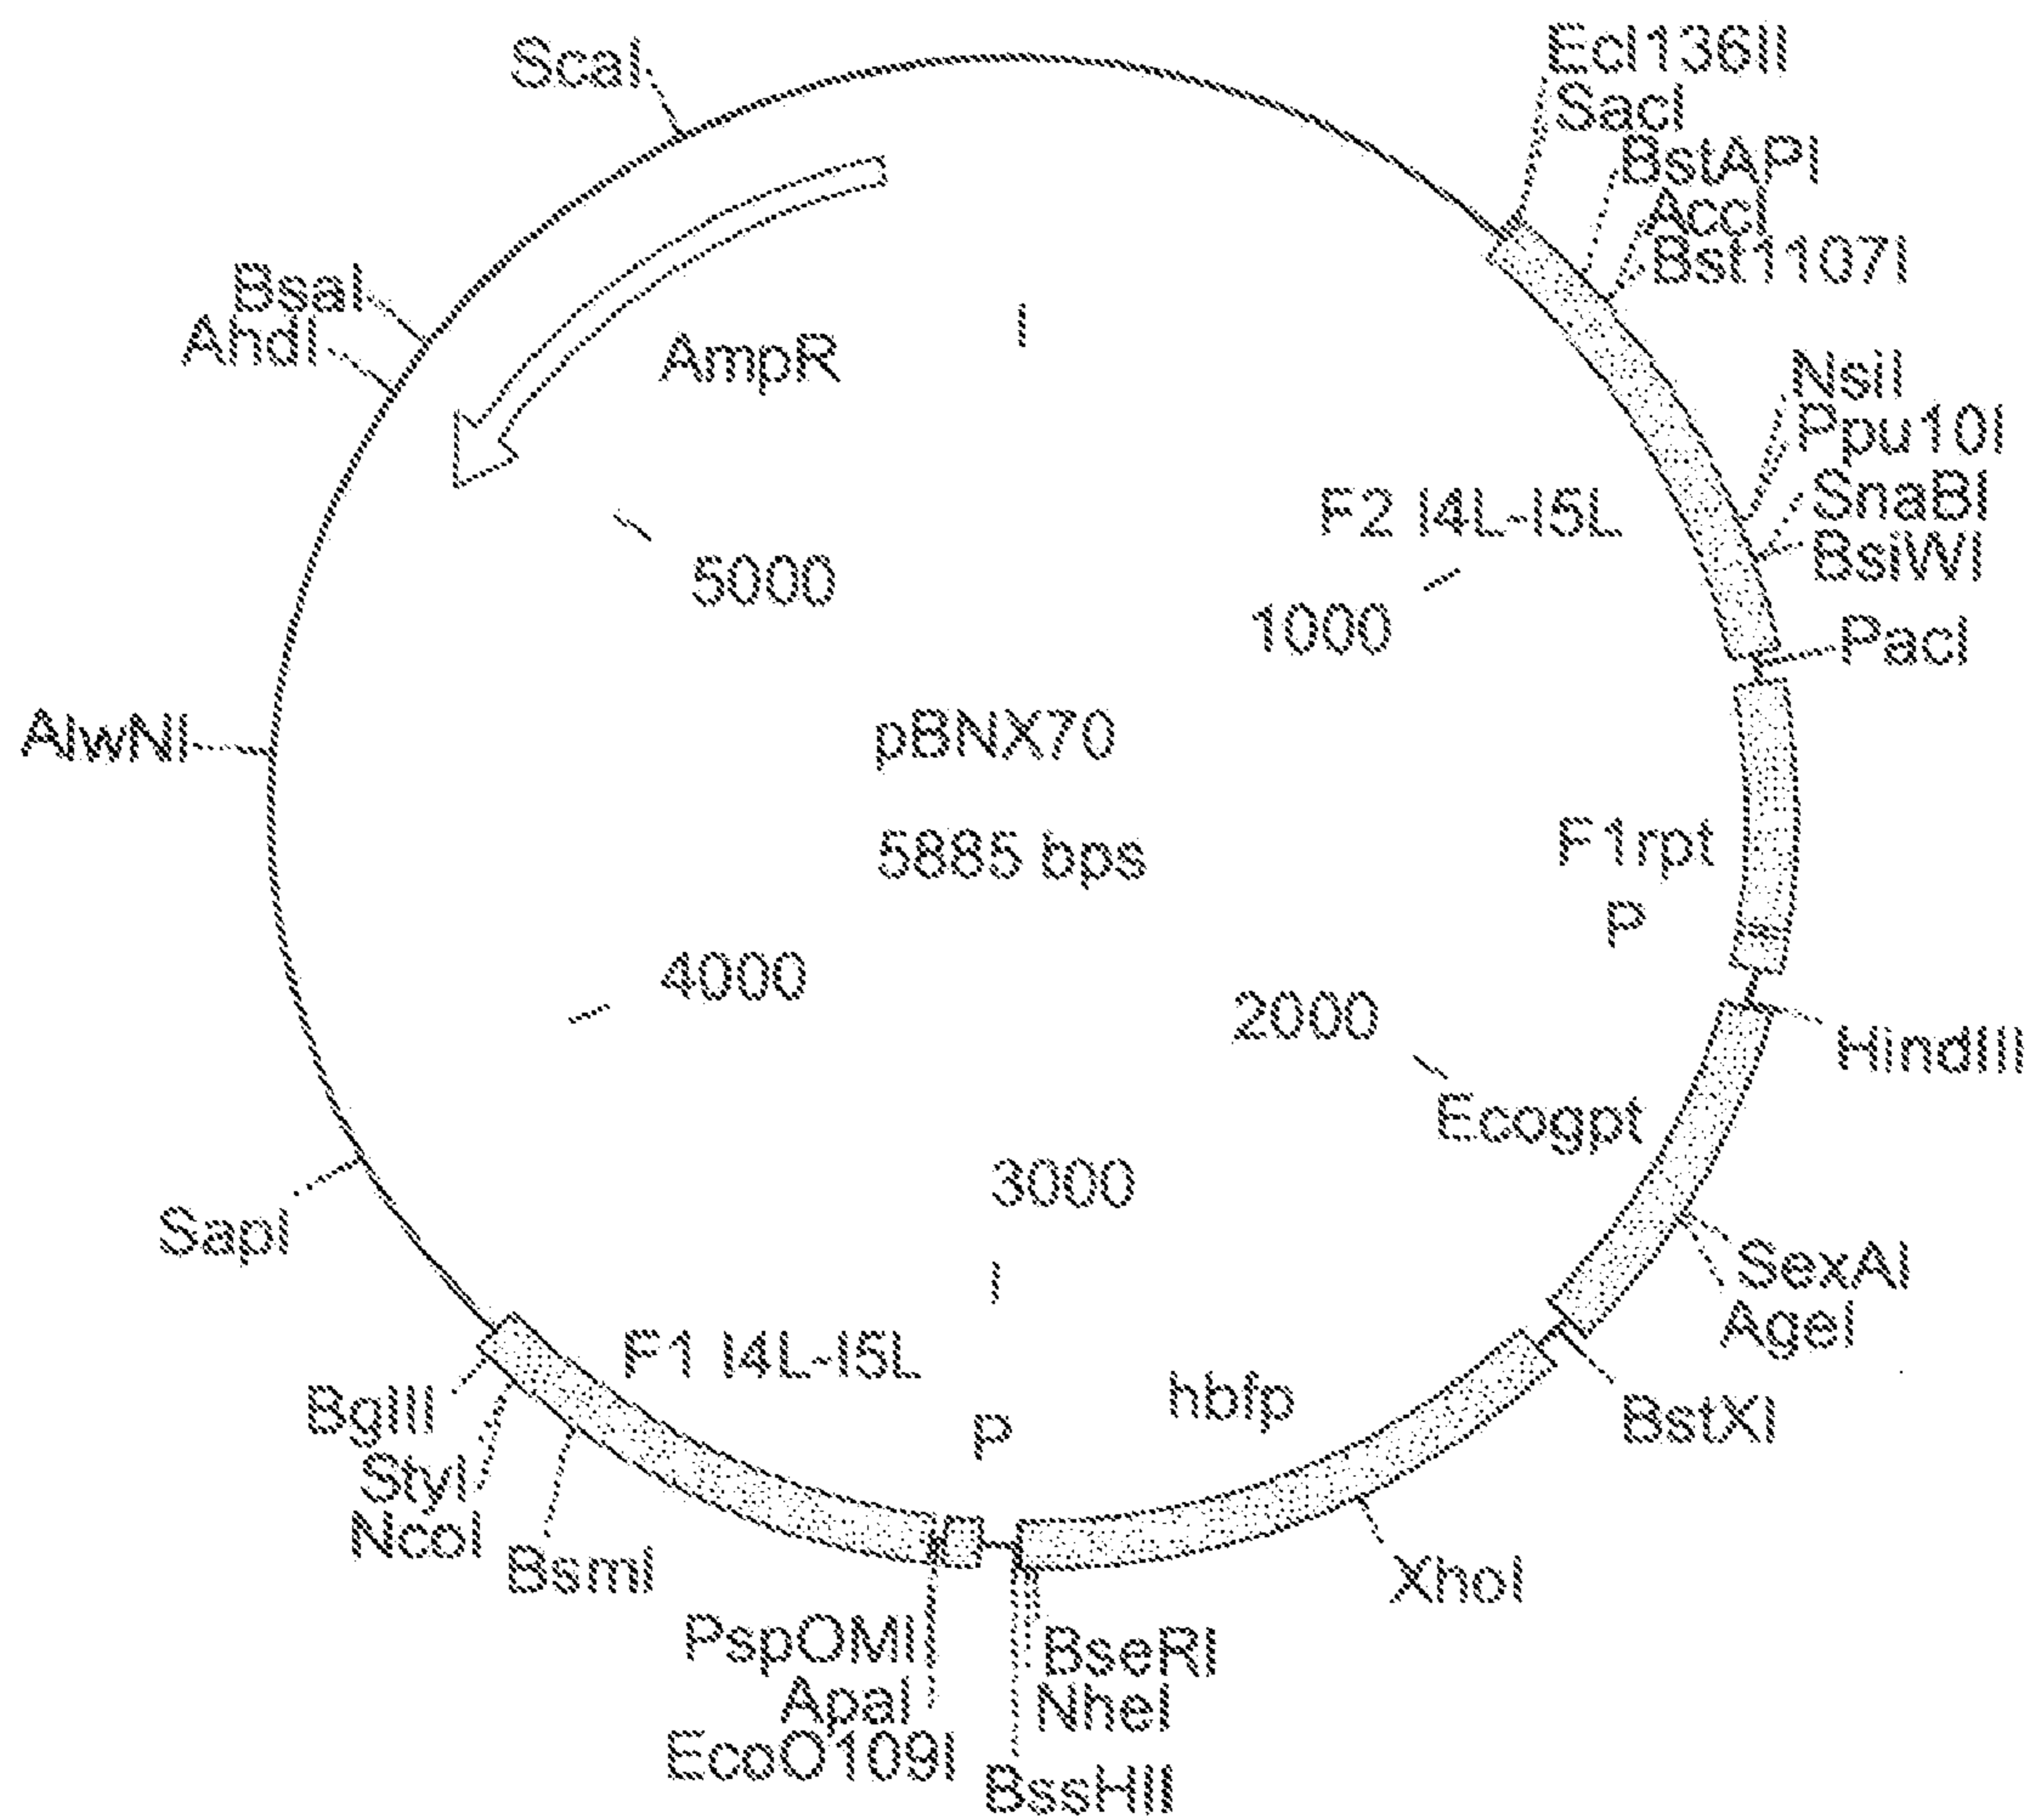 ScaI
Ecl136II
SacI
BstAPI
AccI
Bst1107I
BsaI
AhdI
AmpR
NsiI
Ppu10I
SnaBI
BsiWI
F2 I4L-I5L
5000
1000
PacI
AlwNI
pBNX70
5885 bps
F1rpt
P
4000
2000
HindIII
Ecogpt
3000
SapI
SexAI
AgeI
F1 I4L-I5L
hbfp
P
BstXI
BglII
StyI
NcoI
BsmI
XhoI
PspOMI
ApaI
EcoO109I
BseRI
NheI
BssHII